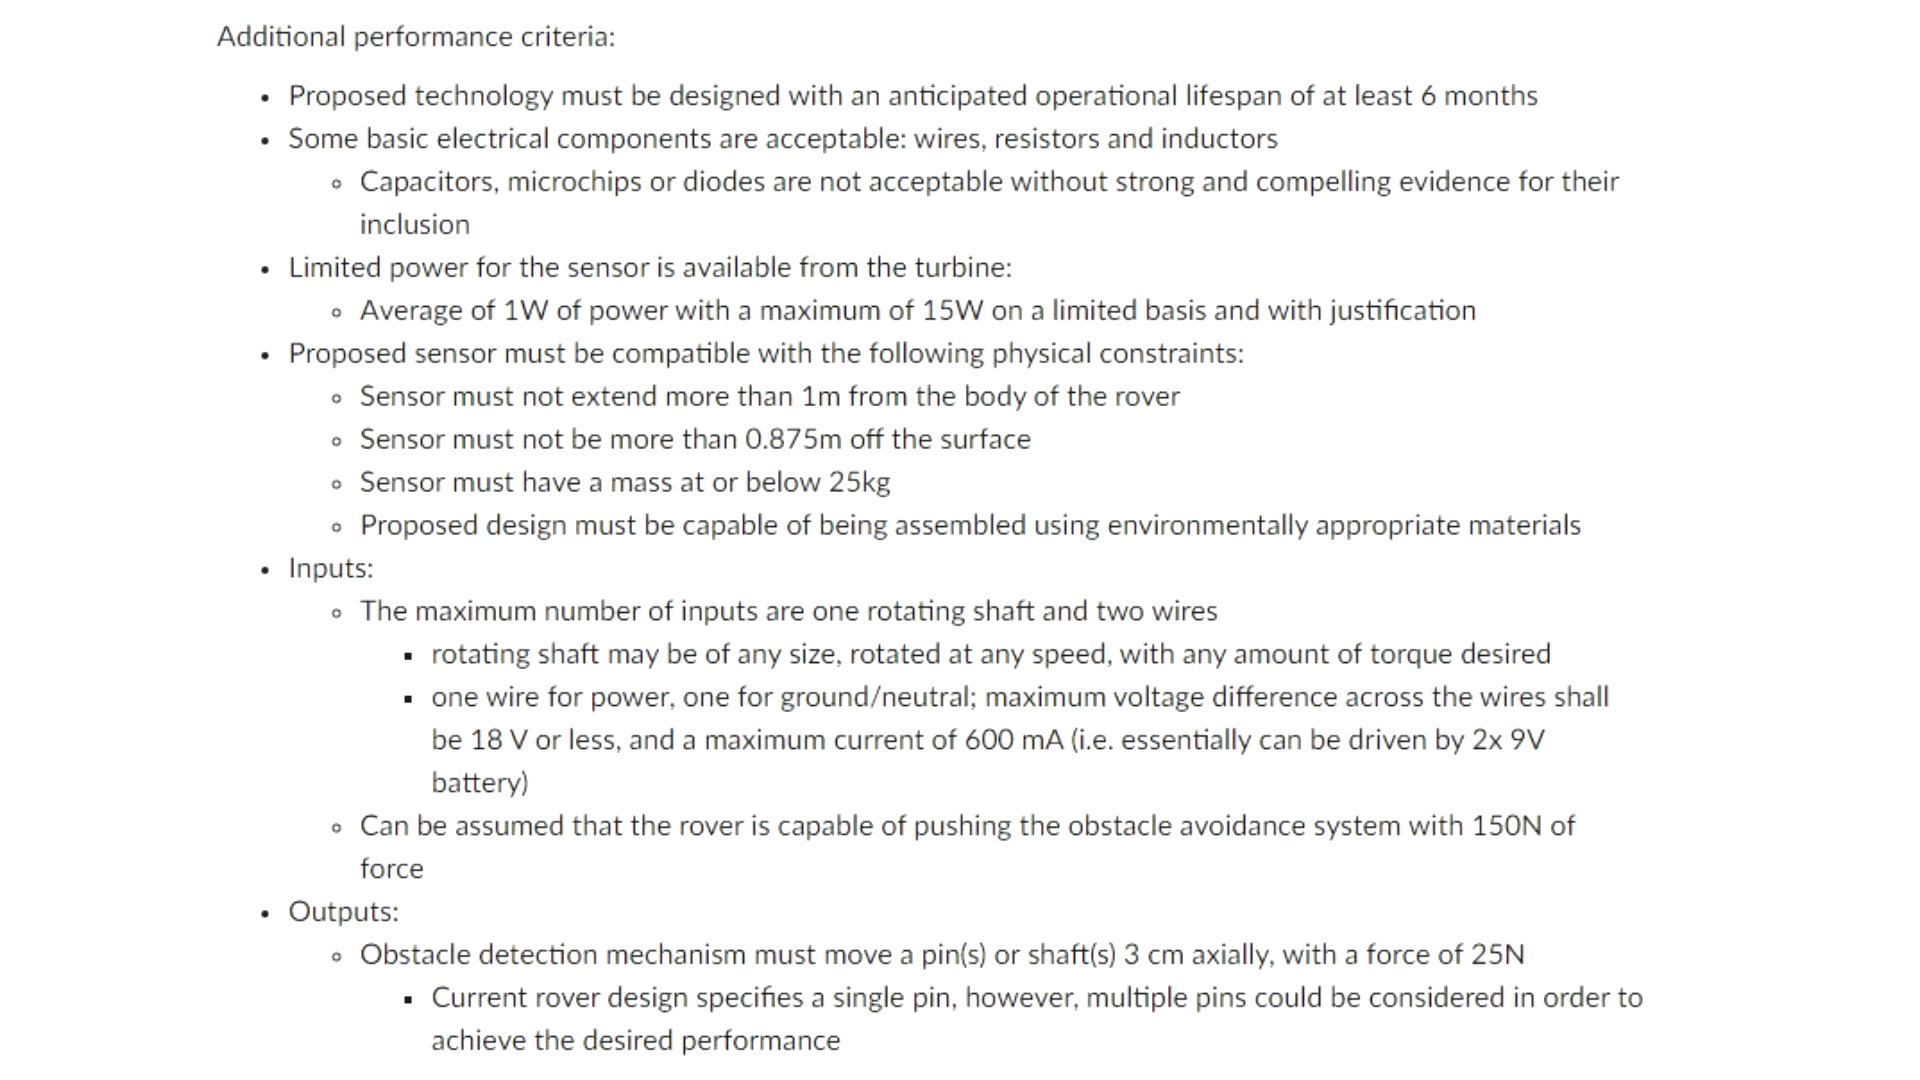 Additional performance criteria:
• Proposed technology must be designed with an anticipated operational lifespan of at least 6 months
• Some basic electrical components are acceptable: wires, resistors and inductors
◦ Capacitors, microchips or diodes are not acceptable without strong and compelling evidence for their
inclusion
• Limited power for the sensor is available from the turbine:
◦ Average of 1W of power with a maximum of 15W on a limited basis and with justification
• Proposed sensor must be compatible with the following physical constraints:
◦ Sensor must not extend more than 1m from the body of the rover
◦ Sensor must not be more than 0.875m off the surface
◦ Sensor must have a mass at or below 25kg
◦ Proposed design must be capable of being assembled using environmentally appropriate materials
• Inputs:
◦ The maximum number of inputs are one rotating shaft and two wires
▪ rotating shaft may be of any size, rotated at any speed, with any amount of torque desired
▪ one wire for power, one for ground/neutral; maximum voltage difference across the wires shall
be 18 V or less, and a maximum current of 600 mA (i.e. essentially can be driven by 2x 9V
battery)
◦ Can be assumed that the rover is capable of pushing the obstacle avoidance system with 150N of
force
• Outputs:
◦ Obstacle detection mechanism must move a pin(s) or shaft(s) 3 cm axially, with a force of 25N
▪ Current rover design specifies a single pin, however, multiple pins could be considered in order to
achieve the desired performance